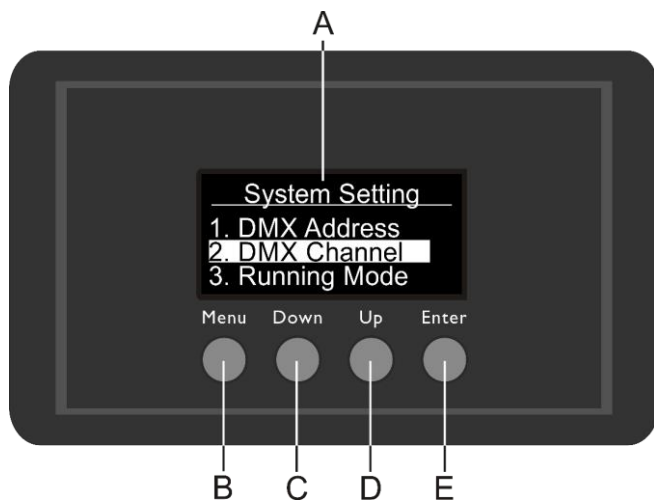 A
System Setting
1. DMX Address
2. DMX Channel
3. Running Mode
Menu Down Up Enter
B C D E